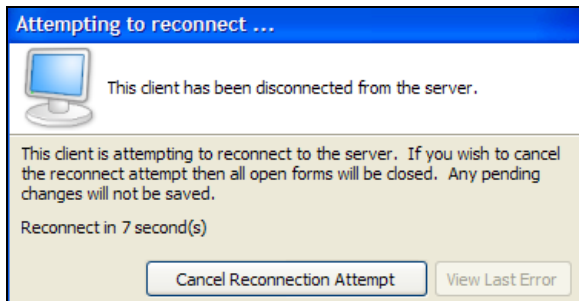 Attempting to reconnect ...
This client has been disconnected from the server.
This client is attempting to reconnect to the server.  If you wish to cancel
the reconnect attempt then all open forms will be closed.  Any pending
changes will not be saved.
Reconnect in 7 second(s)
Cancel Reconnection Attempt
View Last Error